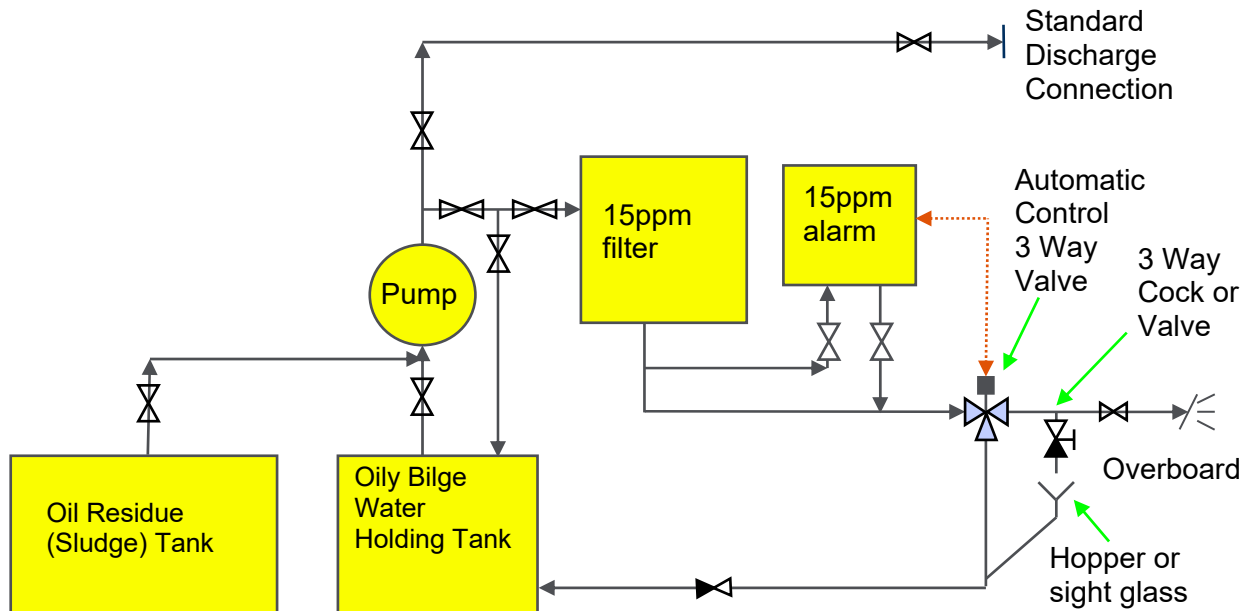 Standard
Discharge
Connection
15ppm
filter
15ppm
alarm
Automatic
Control
3 Way
Valve
3 Way
Cock or
Valve
Pump
Oil Residue
(Sludge) Tank
Oily Bilge
Water
Holding Tank
Overboard
Hopper or
sight glass